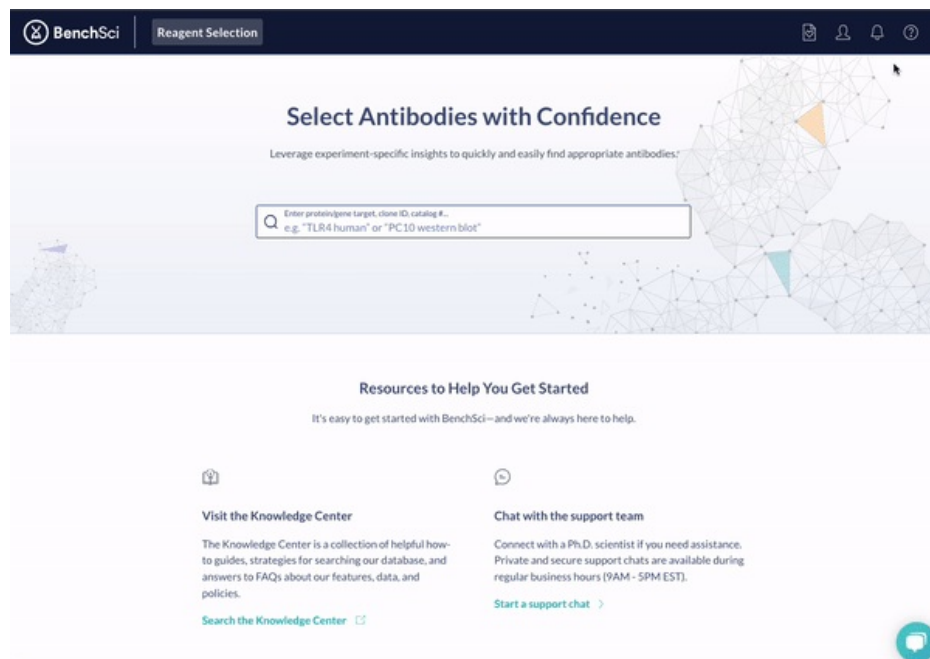 BenchSci
Reagent Selection
Select Antibodies with Confidence
Leverage experiment-specific insights to quickly and easily find appropriate antibodies.
Enter protein/gene target, clone ID, catalog #...
e.g. "TLR4 human" or "PC10 western blot"
Resources to Help You Get Started
It's easy to get started with BenchSci—and we're always here to help.
Visit the Knowledge Center
The Knowledge Center is a collection of helpful how-
to guides, strategies for searching our database, and
answers to FAQs about our features, data, and
policies.
Search the Knowledge Center
Chat with the support team
Connect with a Ph.D. scientist if you need assistance.
Private and secure support chats are available during
regular business hours (9AM - 5PM EST).
Start a support chat